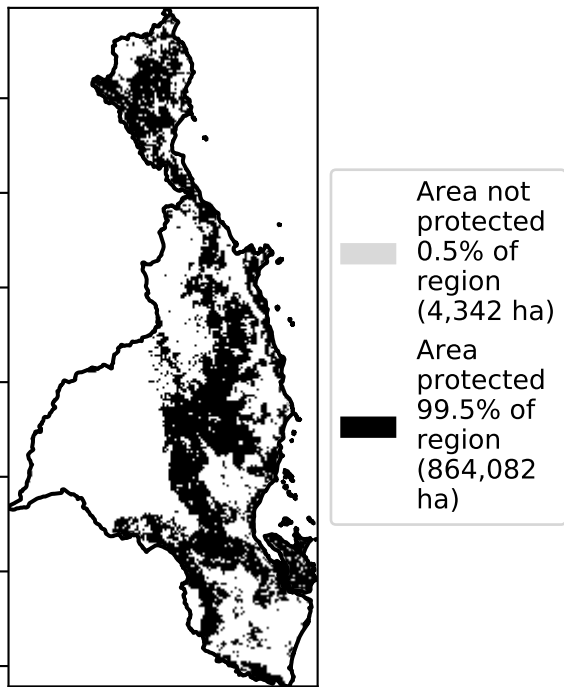 Area not
protected
0.5% of
region
(4,342 ha)
Area
protected
99.5% of
region
(864,082
ha)